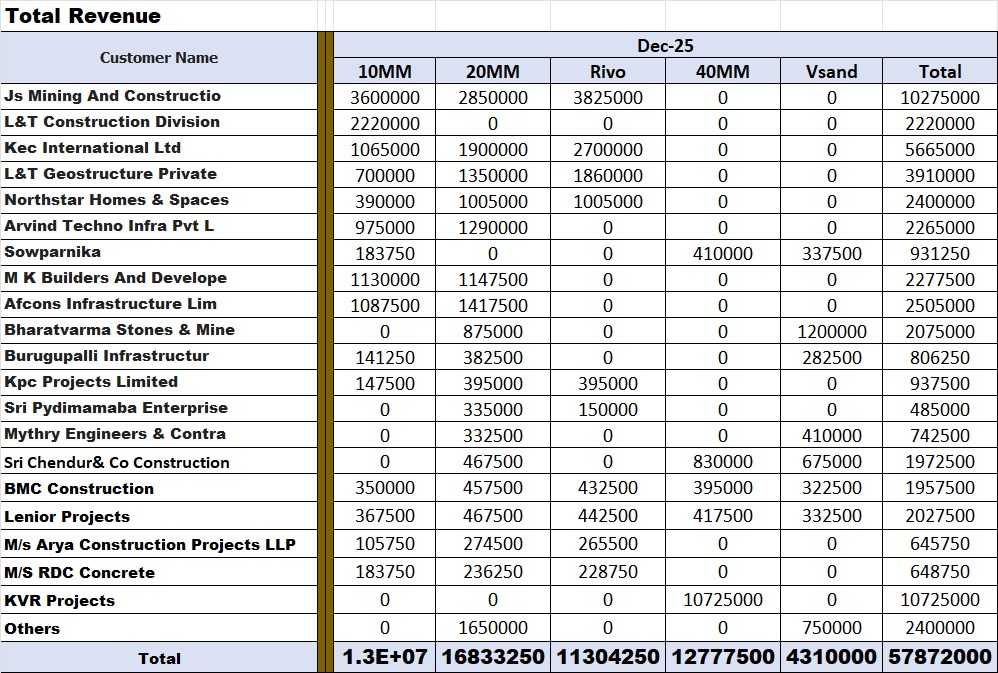 Total Revenue
Customer Name Dec-25
10MM 20MM Rivo 40MM Vsand Total
Js Mining And Constructio 3600000 2850000 3825000 0 0 10275000
L&T Construction Division 2220000 0 0 0 0 2220000
Kec International Ltd 1065000 1900000 2700000 0 0 5665000
L&T Geostructure Private 700000 1350000 1860000 0 0 3910000
Northstar Homes & Spaces 390000 1005000 1005000 0 0 2400000
Arvind Techno Infra Pvt L 975000 1290000 0 0 0 2265000
Sowparnika 183750 0 0 410000 337500 931250
M K Builders And Develope 1130000 1147500 0 0 0 2277500
Afcons Infrastructure Lim 1087500 1417500 0 0 0 2505000
Bharatvarma Stones & Mine 0 875000 0 0 1200000 2075000
Burugupalli Infrastructur 141250 382500 0 0 282500 806250
Kpc Projects Limited 147500 395000 395000 0 0 937500
Sri Pydimamaba Enterprise 0 335000 150000 0 0 485000
Mythry Engineers & Contra 0 332500 0 0 410000 742500
Sri Chendur& Co Construction 0 467500 0 830000 675000 1972500
BMC Construction 350000 457500 432500 395000 322500 1957500
Lenior Projects 367500 467500 442500 417500 332500 2027500
M/s Arya Construction Projects LLP 105750 274500 265500 0 0 645750
M/S RDC Concrete 183750 236250 228750 0 0 648750
KVR Projects 0 0 0 10725000 0 10725000
Others 0 1650000 0 0 750000 2400000
Total 1.3E+07 16833250 11304250 12777500 4310000 57872000